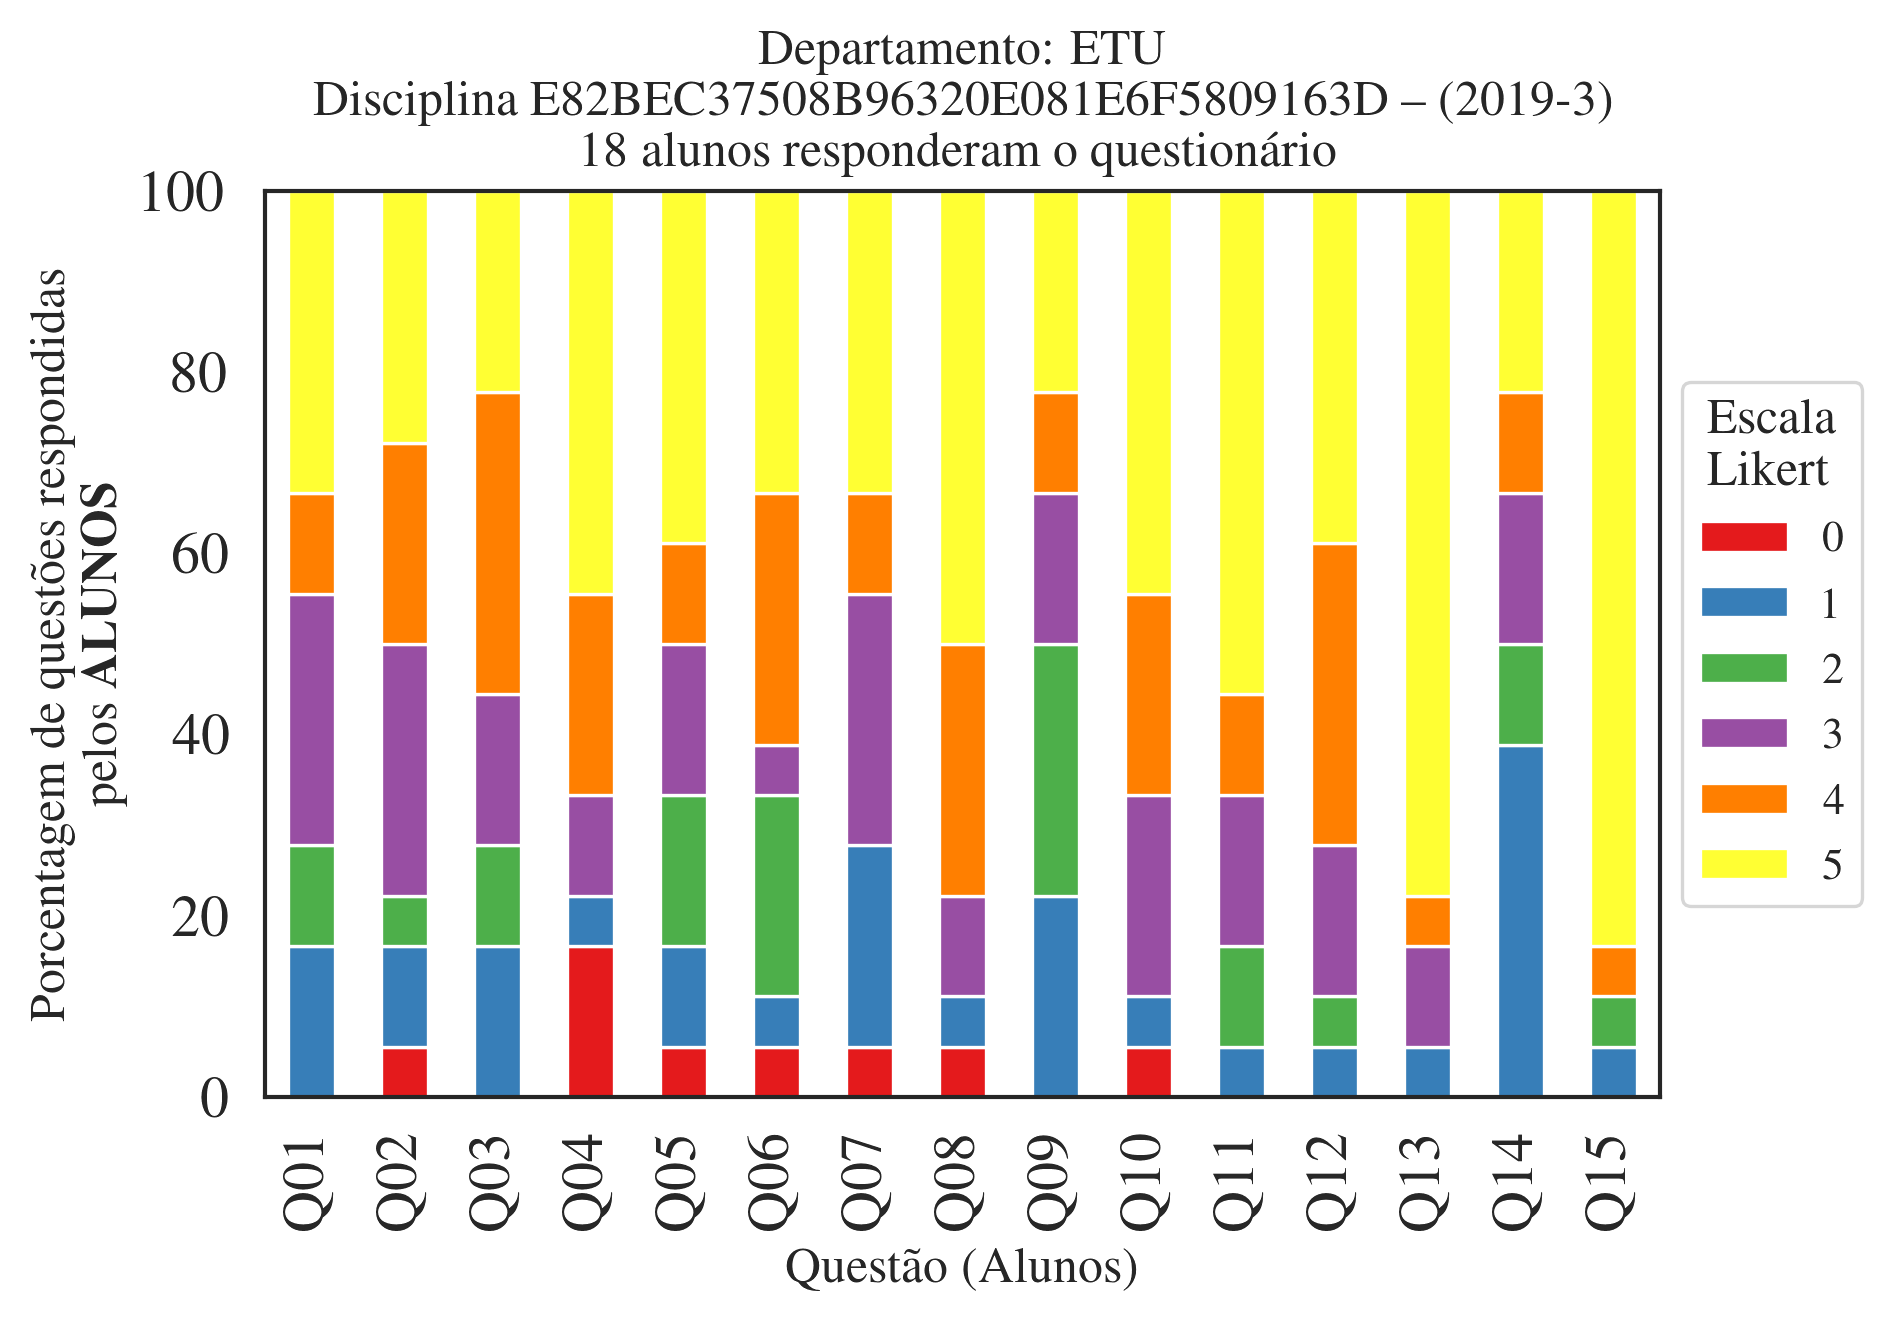 Departamento: ETU
Disciplina E82BEC37508B96320E081E6F5809163D – (2019-3)
18 alunos responderam o questionário
Porcentagem de questões respondidas
pelos ALUNOS
100
80
60
40
20
0
Q01
Q02
Q03
Q04
Q05
Q06
Q07
Q08
Q09
Q10
Q11
Q12
Q13
Q14
Q15
Questão (Alunos)
Escala
Likert
0
1
2
3
4
5